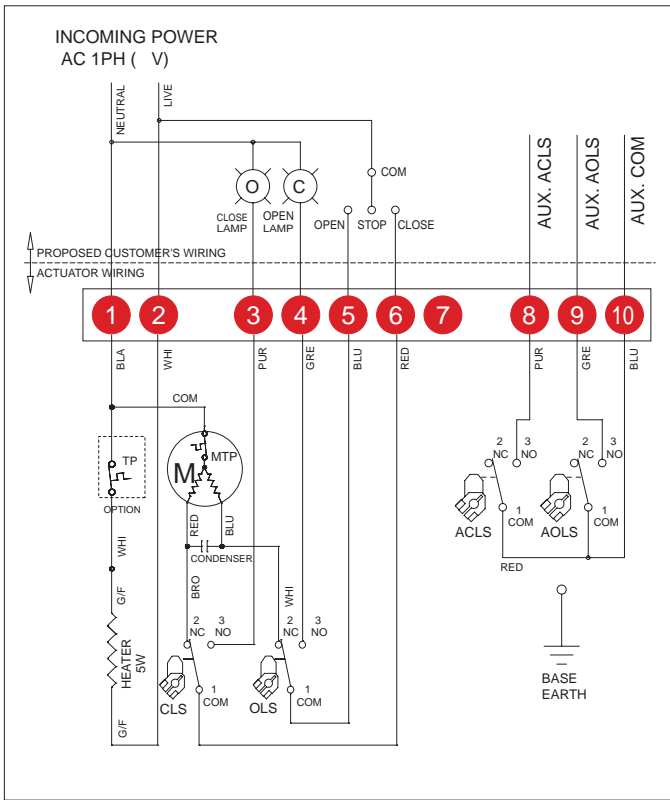 INCOMING POWER
AC 1PH ( V)
NEUTRAL
LIVE
O
C
CLOSE
LAMP
OPEN
LAMP
COM
OPEN
STOP
CLOSE
AUX. ACLS
AUX. AOLS
AUX. COM
PROPOSED CUSTOMER'S WIRING
ACTUATOR WIRING
1
2
3
4
5
6
7
8
9
10
BLA
WHI
PUR
GRE
BLU
RED
PUR
GRE
BLU
COM
TP
OPTION
M
MTP
RED
BLU
CONDENSER
WHI
G/F
HEATER
5W
G/F
BRO
WHI
2
NC
3
NO
1
COM
CLS
2
NC
3
NO
1
COM
OLS
2
NC
3
NO
1
COM
ACLS
2
NC
3
NO
1
COM
AOLS
RED
BASE
EARTH